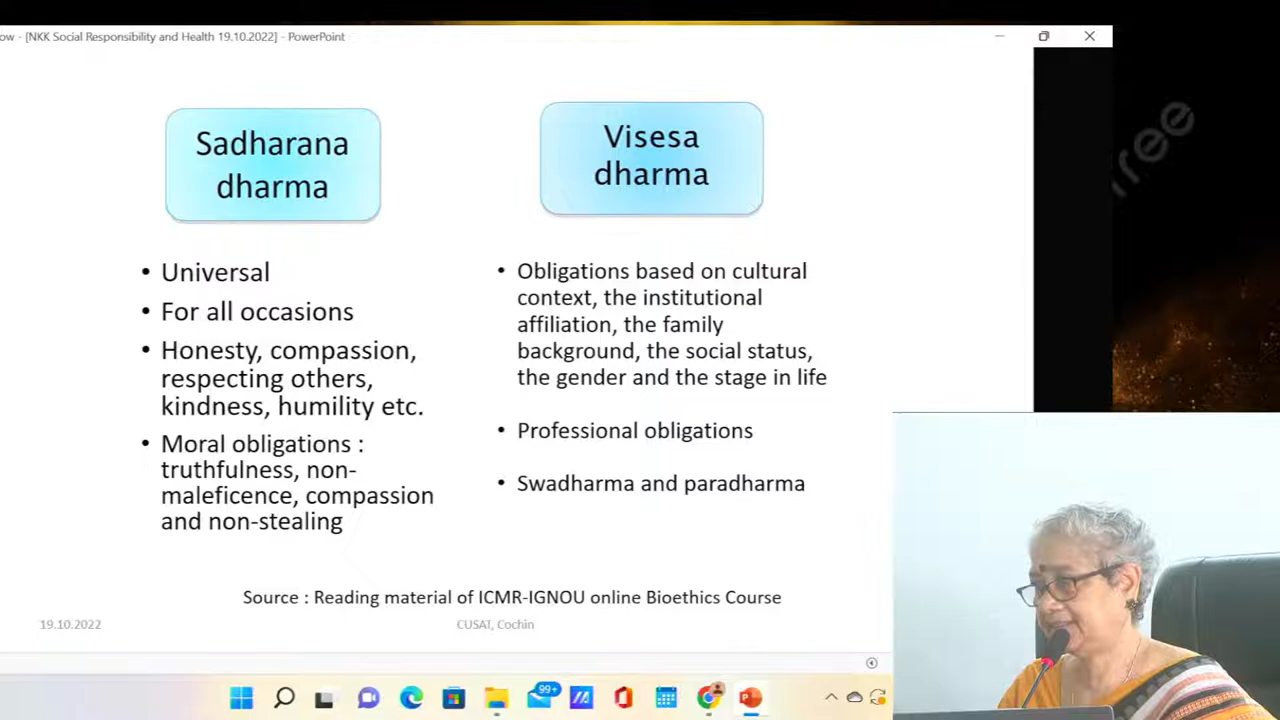 ow - [NKK Social Responsibility and Health 19.10.2022] - PowerPoint
Sadharana
dharma
• Universal
• For all occasions
• Honesty, compassion,
respecting others,
kindness, humility etc.
• Moral obligations :
truthfulness, non-
maleficence, compassion
and non-stealing
Visesa
dharma
• Obligations based on cultural
context, the institutional
affiliation, the family
background, the social status,
the gender and the stage in life
• Professional obligations
• Swadharma and paradharma
Source : Reading material of ICMR-IGNOU online Bioethics Course
19.10.2022
CUSAT, Cochin
99+